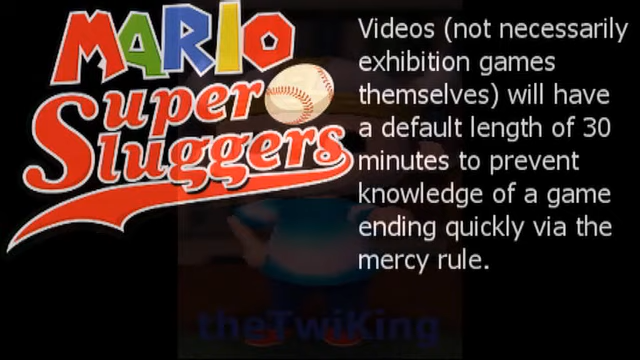 MARIO
Super
Sluggers
Videos (not necessarily
exhibition games
themselves) will have
a default length of 30
minutes to prevent
knowledge of a game
ending quickly via the
mercy rule.
theTwiKing